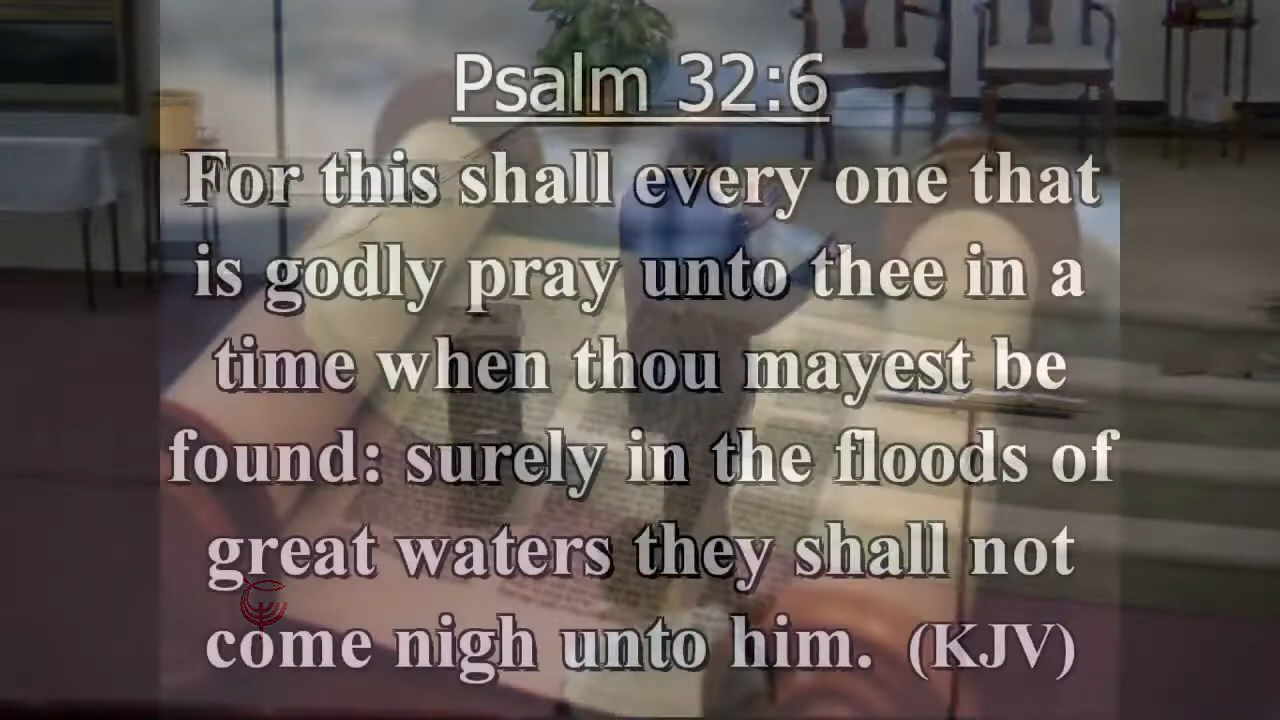 Psalm 32:6
For this shall every one that
is godly pray unto thee in a
time when thou mayest be
found: surely in the floods of
great waters they shall not
come nigh unto him. (KJV)